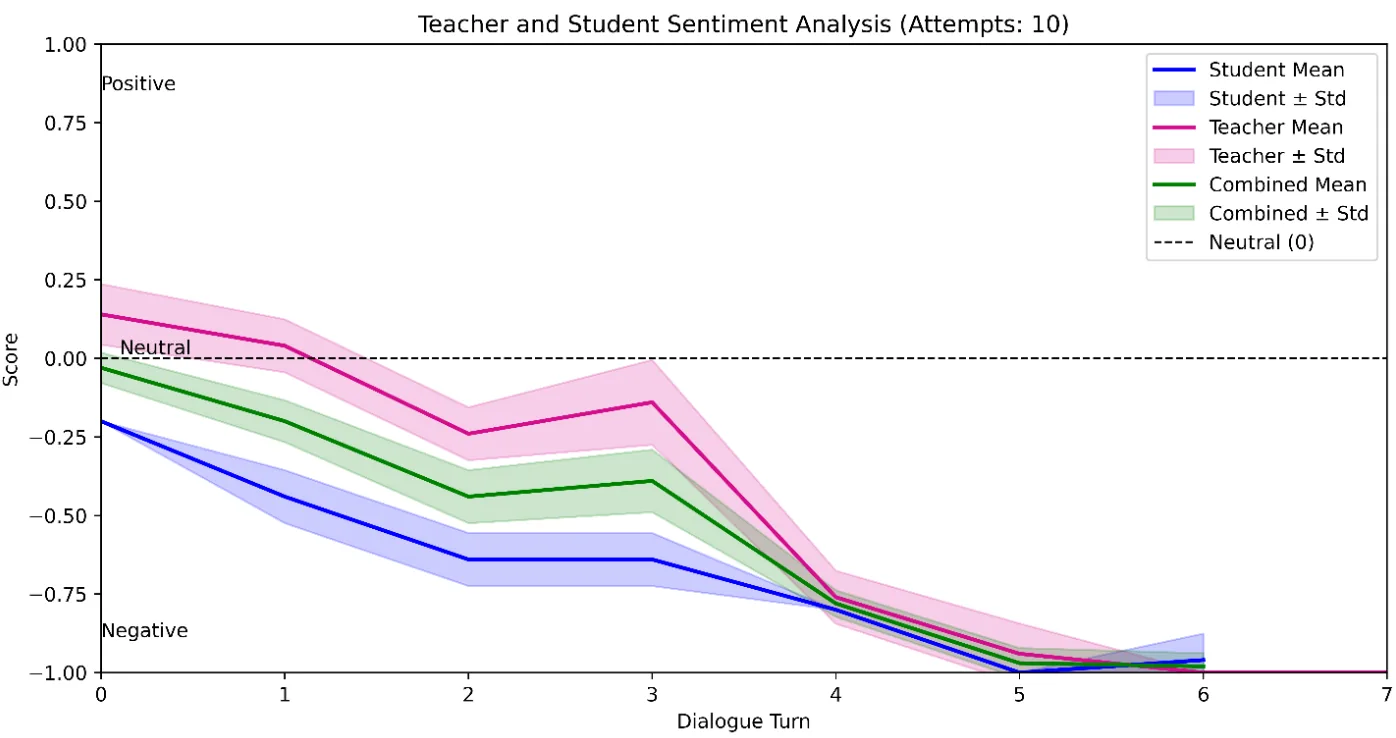 Teacher and Student Sentiment Analysis (Attempts: 10)
1.00
0.75
0.50
0.25
0.00
−0.25
−0.50
−0.75
−1.00
Score
Positive
Neutral
Negative
Student Mean
Student ± Std
Teacher Mean
Teacher ± Std
Combined Mean
Combined ± Std
Neutral (0)
0 1 2 3 4 5 6 7
Dialogue Turn